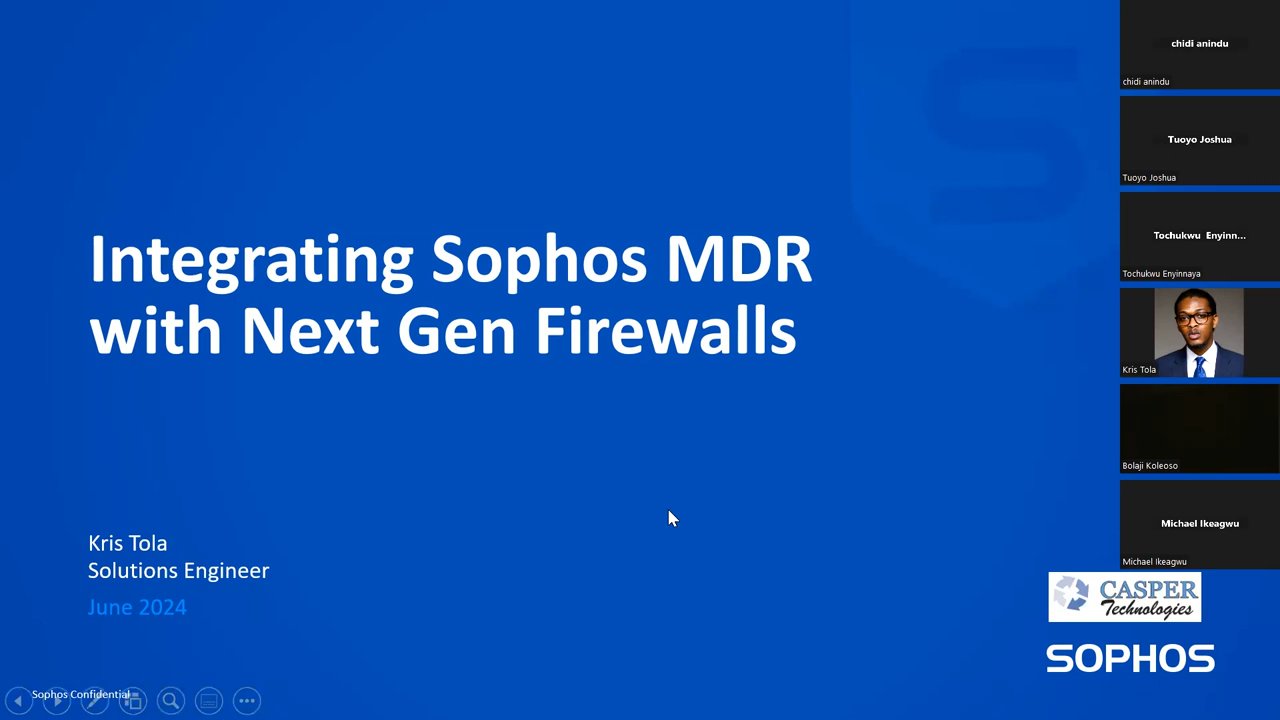 Integrating Sophos MDR
with Next Gen Firewalls
Kris Tola
Solutions Engineer
June 2024
Sophos Confidential
chidi anindu
chidi anindu
Tuoyo Joshua
Tuoyo Joshua
Tochukwu Enyinn...
Tochukwu Enyinnaya
Kris Tola
Bolaji Koleoso
Michael Ikeagwu
Michael Ikeagwu
CASPER
Technologies
SOPHOS